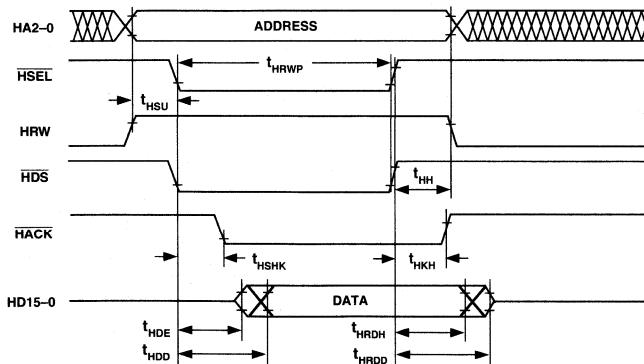 HA2–0
ADDRESS
HSEL
tHRWP
tHSU
HRW
HDS
tHH
HACK
tHSHK
tHKH
HD15–0
DATA
tHDE
tHRDH
tHDD
tHRDD